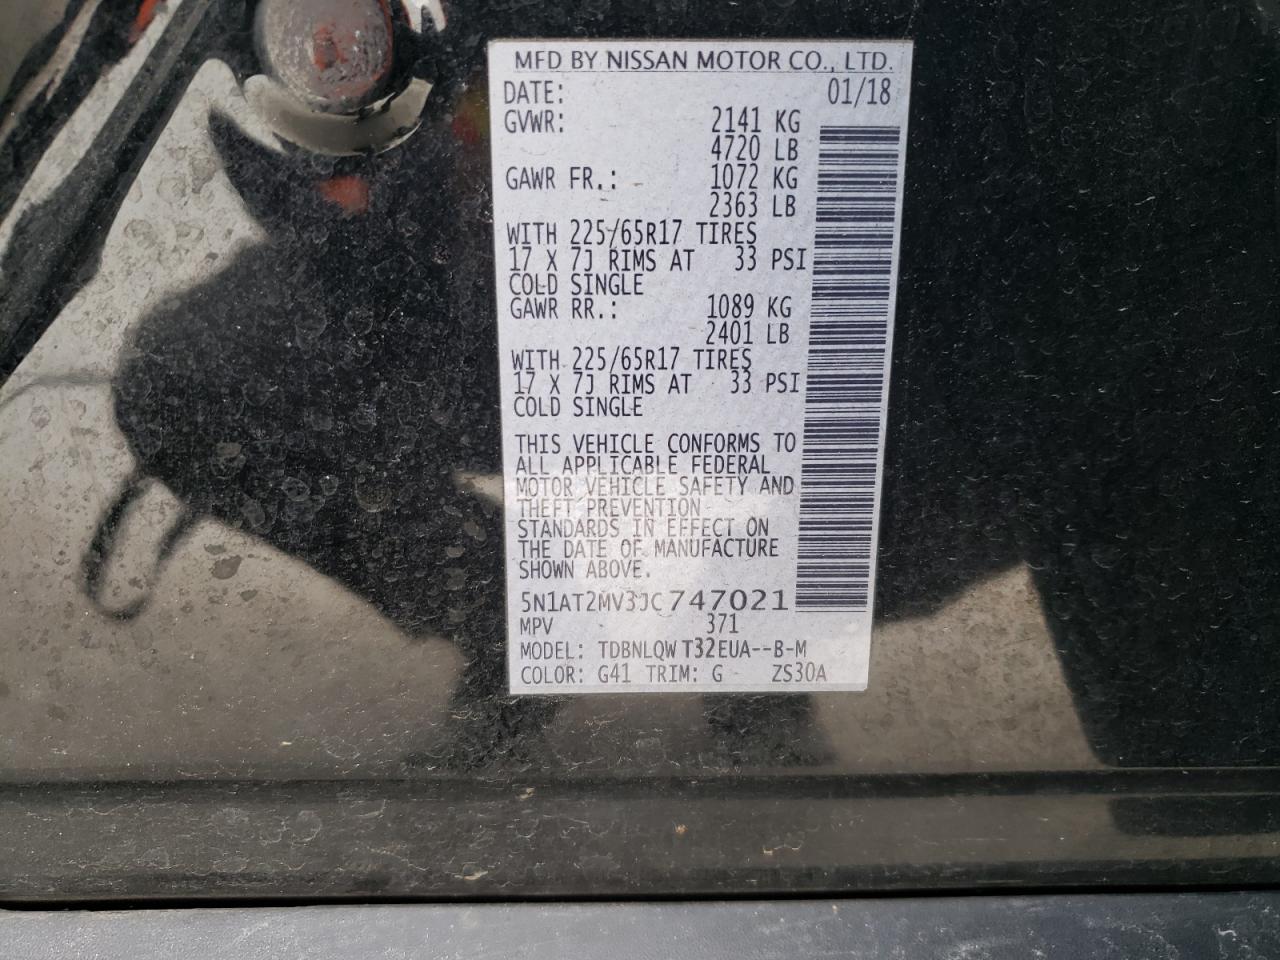 MFD BY NISSAN MOTOR CO., LTD.
DATE: 01/18
GVWR: 2141 KG
4720 LB
GAWR FR.: 1072 KG
2363 LB
WITH 225/65R17 TIRES
17 X 7J RIMS AT 33 PSI
COLD SINGLE
GAWR RR.: 1089 KG
2401 LB
WITH 225/65R17 TIRES
17 X 7J RIMS AT 33 PSI
COLD SINGLE
THIS VEHICLE CONFORMS TO
ALL APPLICABLE FEDERAL
MOTOR VEHICLE SAFETY AND
THEFT PREVENTION
STANDARDS IN EFFECT ON
THE DATE OF MANUFACTURE
SHOWN ABOVE.
5N1AT2MV3JC747021
MPV 371
MODEL: TDBNLQW T32EUA--B-M
COLOR: G41 TRIM: G ZS30A